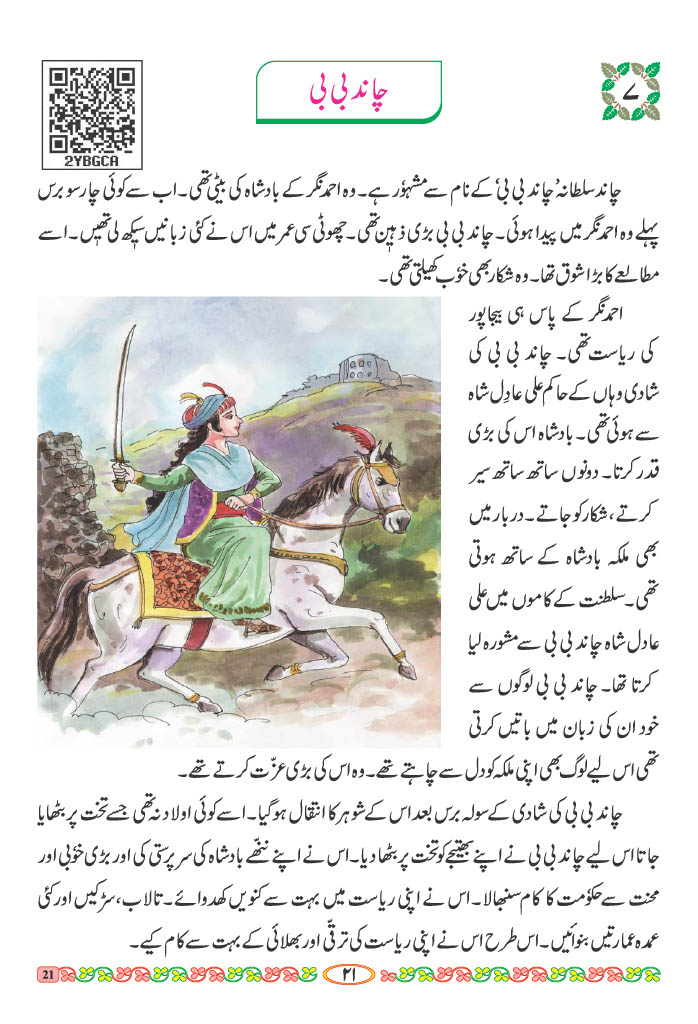 ۷
چاند بی بی
2YBGCA
چاند سلطانہ ’چاند بی بی‘ کے نام سے مشہوٗر ہے۔ وہ احمد نگر کے بادشاہ کی بیٹی تھی۔ اب سے کوئی چار سو برس
پہلے وہ احمد نگر میں پیدا ہوئی۔ چاند بی بی بڑی ذہین تھی۔ چھوٹی سی عمر میں اس نے کئی زبانیں سیکھ لی تھیں۔ اسے
مطالعے کا بڑا شوق تھا۔ وہ شکار بھی خوٗب کھیلتی تھی۔
احمد نگر کے پاس ہی بیجاپور
کی ریاست تھی۔ چاند بی بی کی
شادی وہاں کے حاکم علی عادِل شاہ
سے ہوئی تھی۔ بادشاہ اس کی بڑی
قدر کرتا۔ دونوں ساتھ ساتھ سیر
کرتے، شکار کو جاتے۔ دربار میں
بھی ملکہ بادشاہ کے ساتھ ہوتی
تھی۔ سلطنت کے کاموں میں علی
عادل شاہ چاند بی بی سے مشورہ لیا
کرتا تھا۔ چاند بی بی لوگوں سے
خود ان کی زبان میں باتیں کرتی
تھی اس لیے لوگ بھی اپنی ملکہ کو دل سے چاہتے تھے۔ وہ اس کی بڑی عزّت کرتے تھے۔
چاند بی بی کی شادی کے سولہ برس بعد اس کے شوہر کا انتقال ہو گیا۔ اسے کوئی اولاد نہ تھی جسے تخت پر بٹھایا
جاتا اس لیے چاند بی بی نے اپنے بھتیجے کو تخت پر بٹھا دیا۔ اس نے اپنے ننھّے بادشاہ کی سرپرستی کی اور بڑی خوٗبی اور
محنت سے حکوٗمت کا کام سنبھالا۔ اس نے اپنی ریاست میں بہت سے کنویں کھدوائے۔ تالاب، سڑکیں اور کئی
عمدہ عمارتیں بنوائیں۔ اس طرح اس نے اپنی ریاست کی ترقّی اور بھلائی کے بہت سے کام کیے۔
21
۲۱